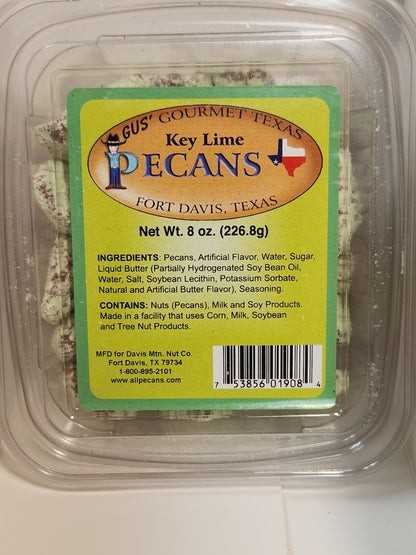 GUS' GOURMET TEXAS
Key Lime
PECANS
FORT DAVIS, TEXAS
Net Wt. 8 oz. (226.8g)
INGREDIENTS: Pecans, Artificial Flavor, Water, Sugar,
Liquid Butter (Partially Hydrogenated Soy Bean Oil,
Water, Salt, Soybean Lecithin, Potassium Sorbate,
Natural and Artificial Butter Flavor), Seasoning.
CONTAINS: Nuts (Pecans), Milk and Soy Products.
Made in a facility that uses Corn, Milk, Soybean
and Tree Nut Products.
MFD for Davis Mtn. Nut Co.
Fort Davis, TX 79734
1-800-895-2101
www.allpecans.com
7 53856 01908 4